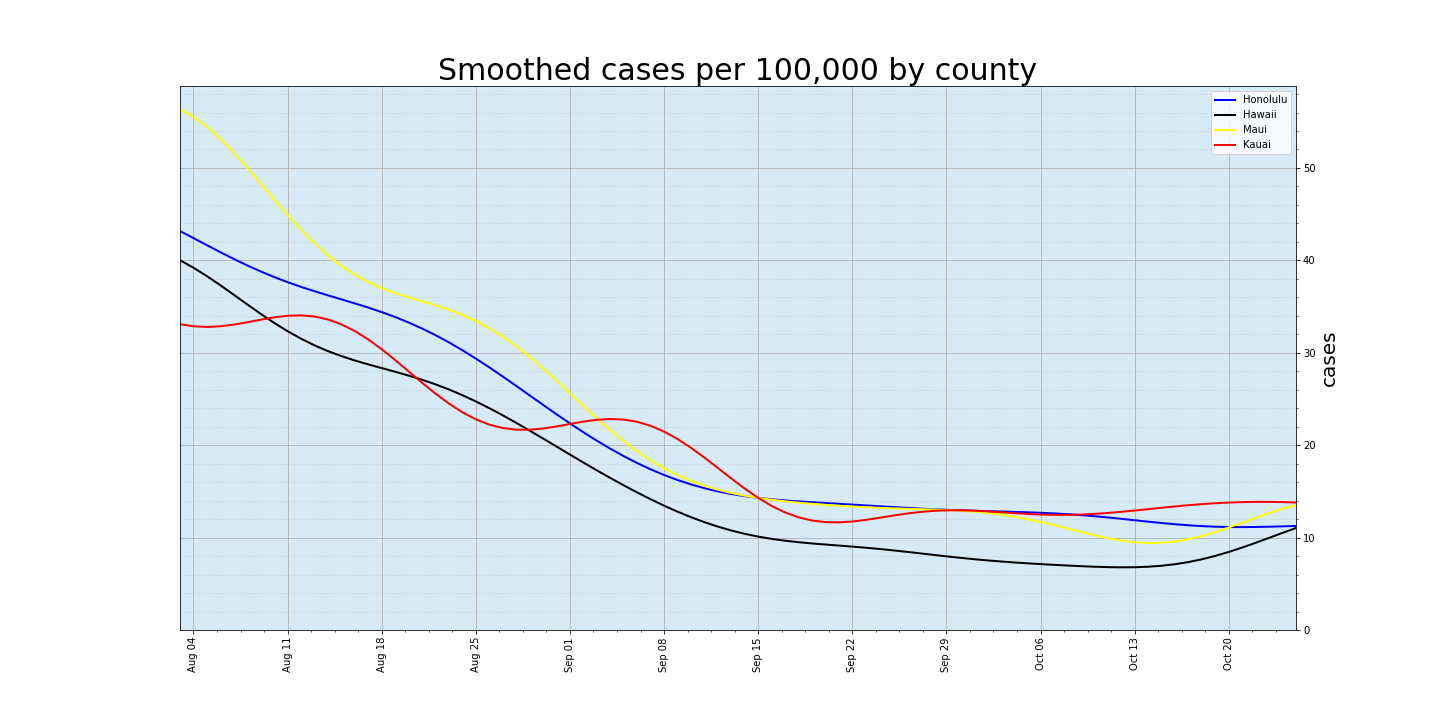 Smoothed cases per 100,000 by county
Honolulu
Hawaii
Maui
Kauai
50
40
30
20
10
0
cases
Aug 04
Aug 11
Aug 18
Aug 25
Sep 01
Sep 08
Sep 15
Sep 22
Sep 29
Oct 06
Oct 13
Oct 20